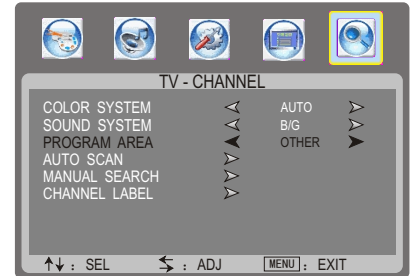 TV - CHANNEL
COLOR SYSTEM AUTO
SOUND SYSTEM B/G
PROGRAM AREA OTHER
AUTO SCAN
MANUAL SEARCH
CHANNEL LABEL
: SEL : ADJ MENU : EXIT